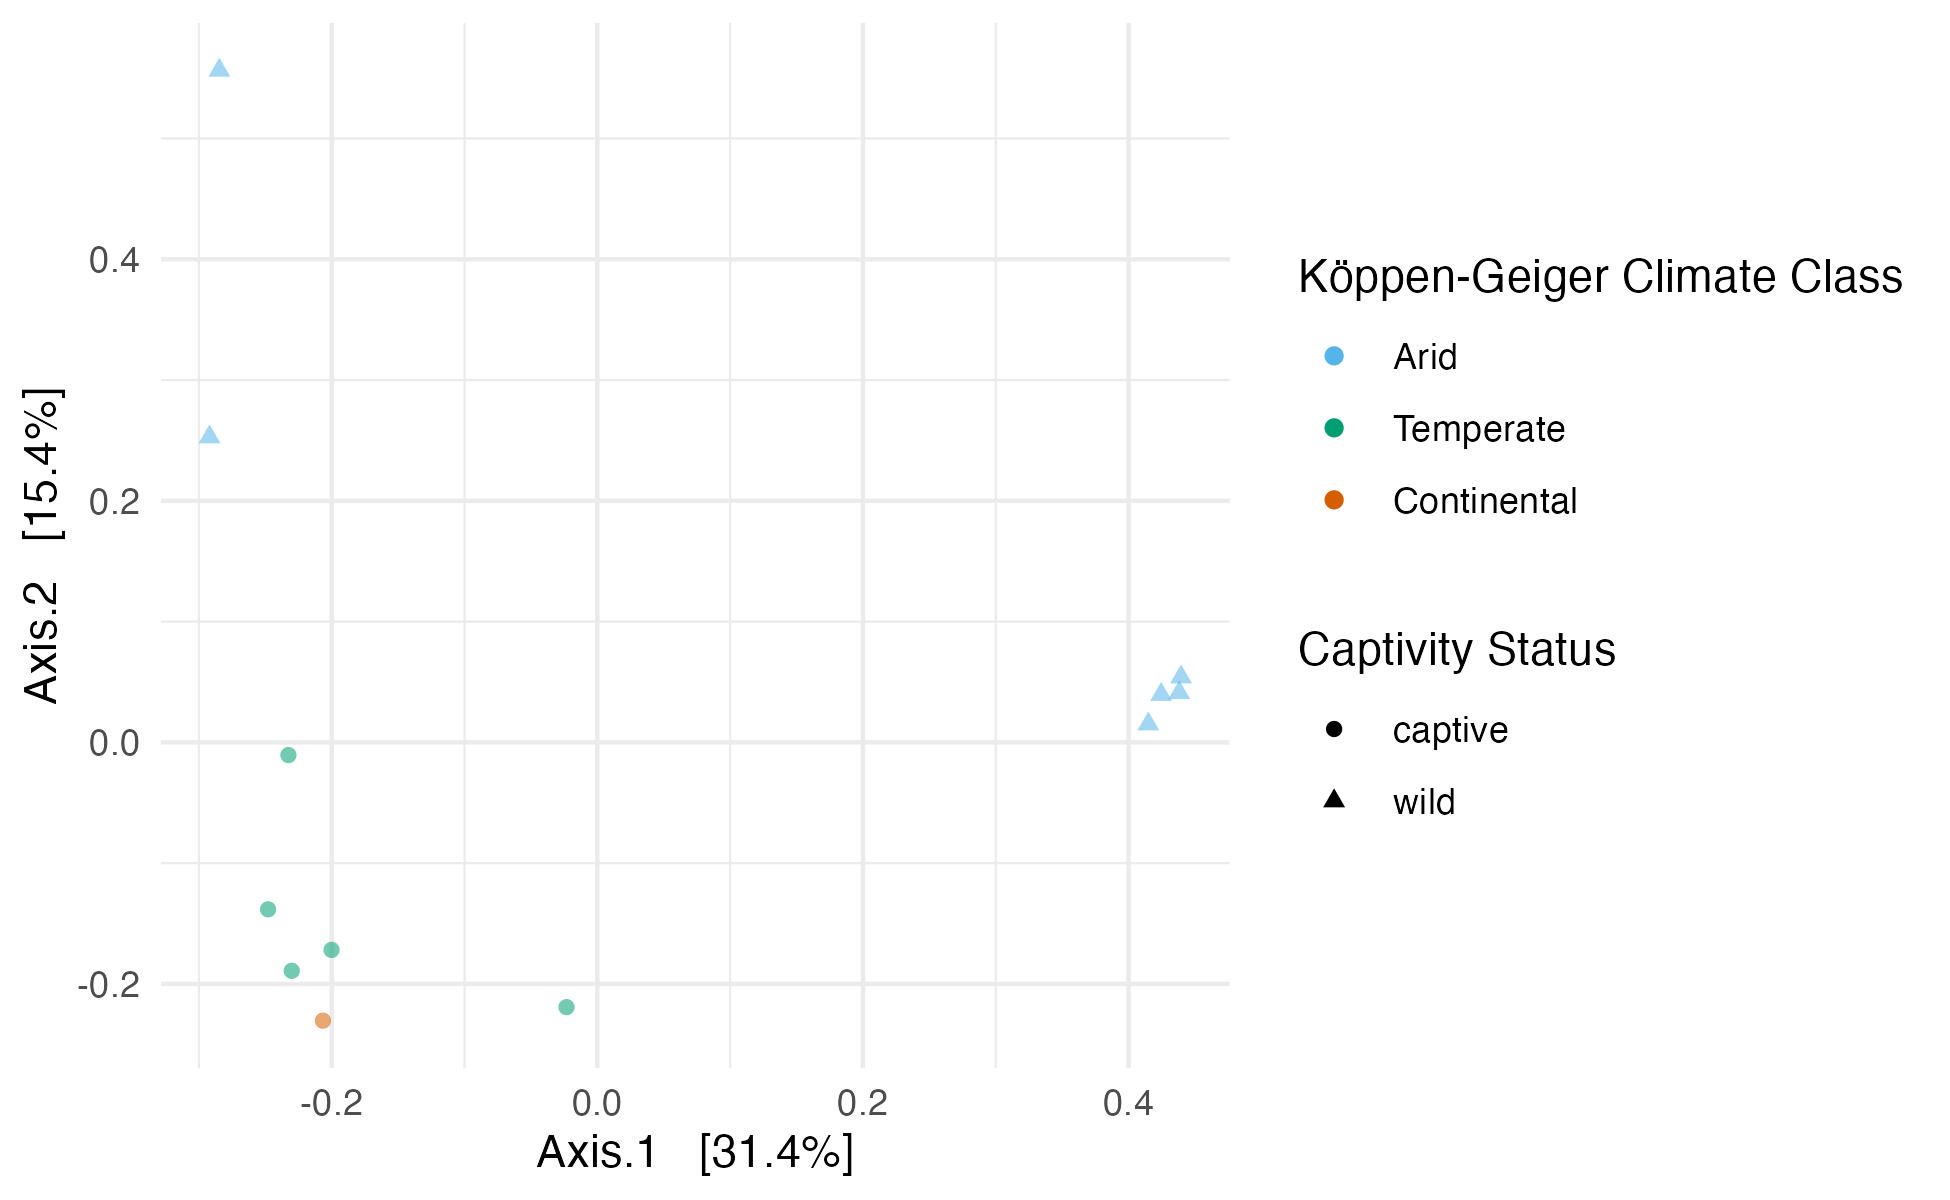 0.4
0.2
0.0
-0.2
Axis.2 [15.4%]
-0.2 0.0 0.2 0.4
Axis.1 [31.4%]
Köppen-Geiger Climate Class
Arid
Temperate
Continental
Captivity Status
captive
wild